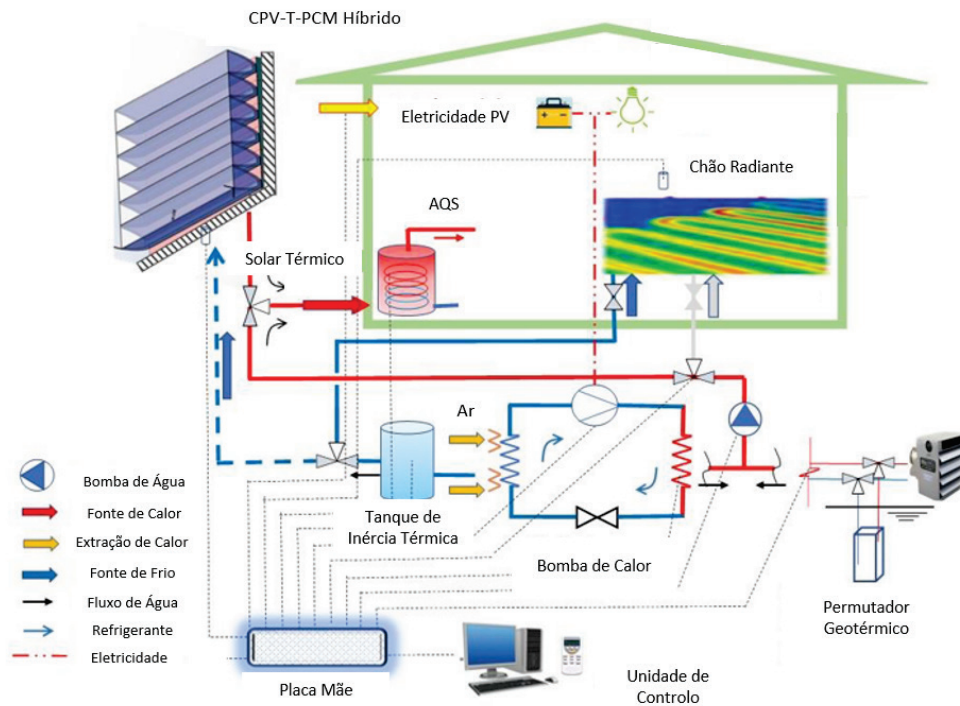 CPV-T-PCM Híbrido
Eletricidade PV
Chão Radiante
AQS
Solar Térmico
Ar
Bomba de Água
Fonte de Calor
Extração de Calor
Fonte de Frio
Fluxo de Água
Refrigerante
Eletricidade
Tanque de
Inércia Térmica
Bomba de Calor
Permutador
Geotérmico
Placa Mãe
Unidade de
Controlo